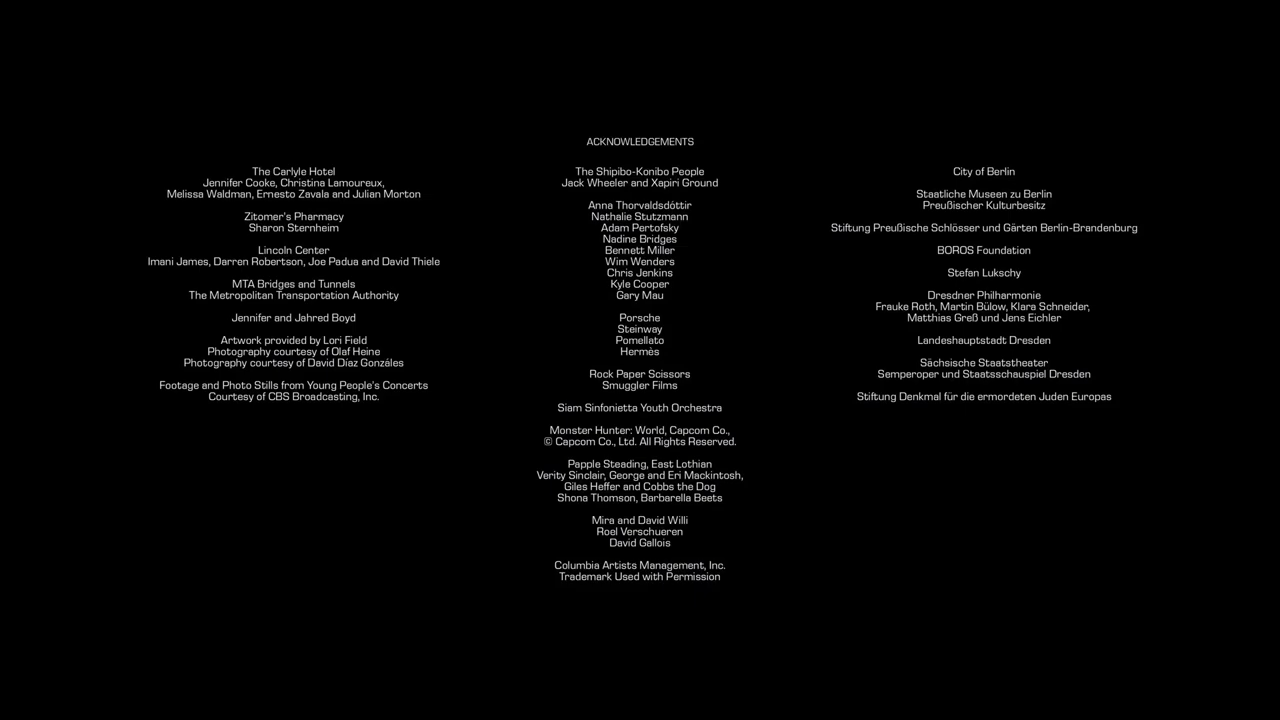 ACKNOWLEDGEMENTS
The Carlyle Hotel
Jennifer Cooke, Christina Lamoureux,
Melissa Waldman, Ernesto Zavala and Julian Morton
Zitomer's Pharmacy
Sharon Sternheim
Lincoln Center
Imani James, Darren Robertson, Joe Padua and David Thiele
MTA Bridges and Tunnels
The Metropolitan Transportation Authority
Jennifer and Jahred Boyd
Artwork provided by Lori Field
Photography courtesy of Olaf Heine
Photography courtesy of David Díaz Gonzáles
Footage and Photo Stills from Young People's Concerts
Courtesy of CBS Broadcasting, Inc.
The Shipibo-Konibo People
Jack Wheeler and Xapiri Ground
Anna Thorvaldsdóttir
Nathalie Stutzmann
Adam Pertofsky
Nadine Bridges
Bennett Miller
Wim Wenders
Chris Jenkins
Kyle Cooper
Gary Mau
Porsche
Steinway
Pomellato
Hermès
Rock Paper Scissors
Smuggler Films
Siam Sinfonietta Youth Orchestra
Monster Hunter: World, Capcom Co.,
© Capcom Co., Ltd. All Rights Reserved.
Papple Steading, East Lothian
Verity Sinclair, George and Eri Mackintosh,
Giles Heffer and Cobbs the Dog
Shona Thomson, Barbarella Beets
Mira and David Willi
Roel Verschueren
David Gallois
Columbia Artists Management, Inc.
Trademark Used with Permission
City of Berlin
Staatliche Museen zu Berlin
Preußischer Kulturbesitz
Stiftung Preußische Schlösser und Gärten Berlin-Brandenburg
BOROS Foundation
Stefan Lukschy
Dresdner Philharmonie
Frauke Roth, Martin Bülow, Klara Schneider,
Matthias Greß und Jens Eichler
Landeshauptstadt Dresden
Sächsische Staatstheater
Semperoper und Staatsschauspiel Dresden
Stiftung Denkmal für die ermordeten Juden Europas